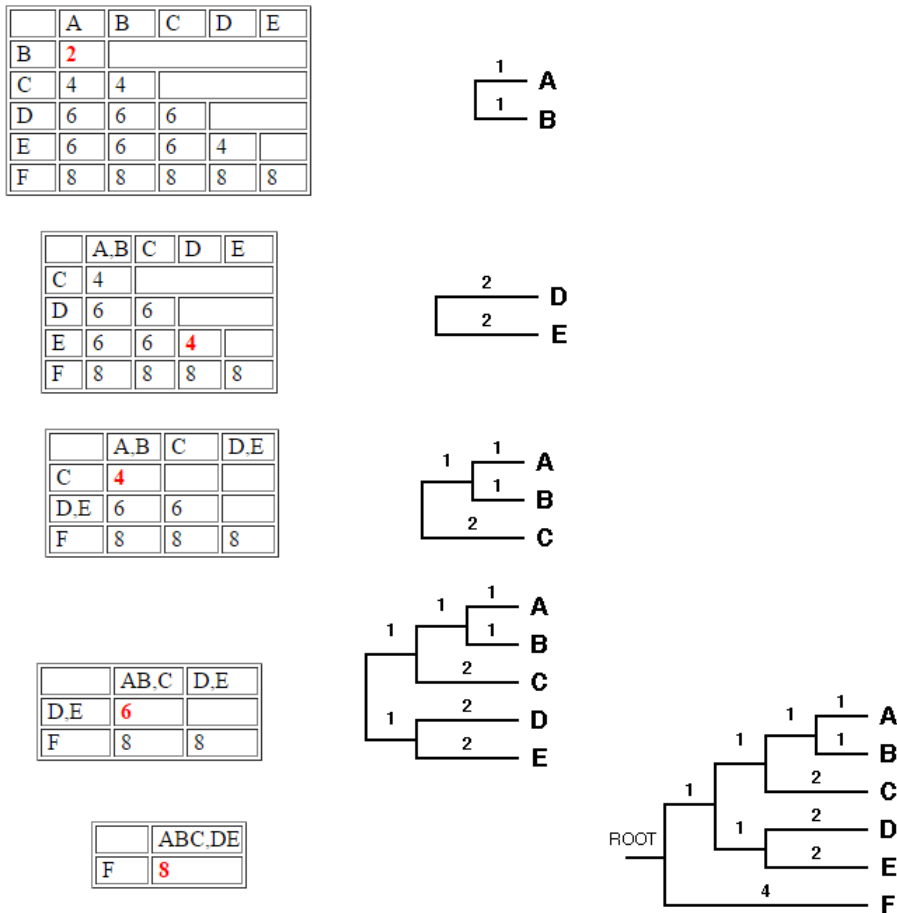 A B C D E
B 2
C 4 4
D 6 6 6
E 6 6 6 4
F 8 8 8 8 8
1 A
1 B
A,B C D E
C 4
D 6 6
E 6 6 4
F 8 8 8 8
2 D
2 E
A,B C D,E
C 4
D,E 6 6
F 8 8 8
1 1 A
1 B
2 C
AB,C D,E
D,E 6
F 8 8
1 1 1 A
1 B
2 C
1 2 D
2 E
ABC,DE
F 8
ROOT
1 1 1 1 A
1 B
2 C
1 2 D
2 E
4 F